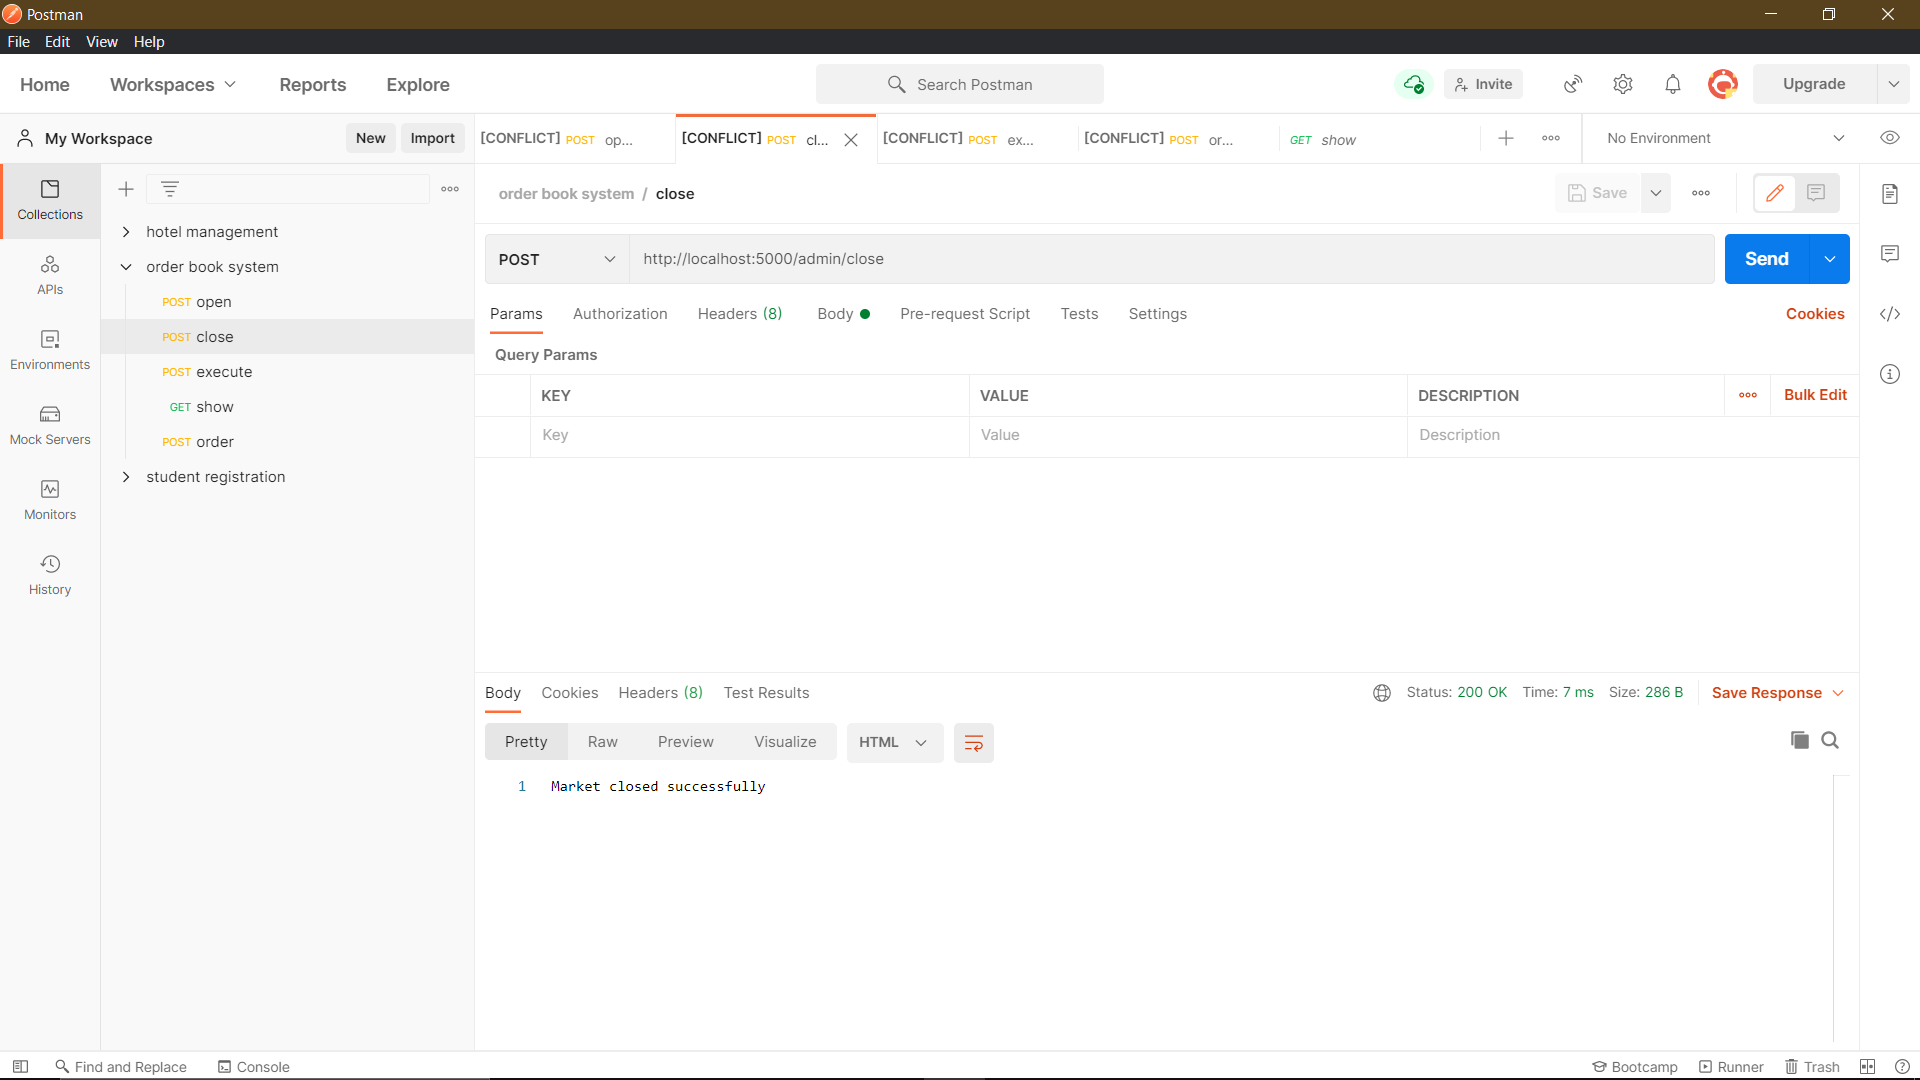 Postman
File Edit View Help
Home Workspaces Reports Explore Search Postman Invite Upgrade
My Workspace New Import [CONFLICT] POST op... [CONFLICT] POST cl... [CONFLICT] POST ex... [CONFLICT] POST or... GET show No Environment
Collections
APIs
Environments
Mock Servers
Monitors
History
hotel management
order book system
POST open
POST close
POST execute
GET show
POST order
student registration
order book system / close Save
POST http://localhost:5000/admin/close Send
Params Authorization Headers (8) Body Pre-request Script Tests Settings Cookies
Query Params
KEY VALUE DESCRIPTION Bulk Edit
Key Value Description
Body Cookies Headers (8) Test Results Status: 200 OK Time: 7 ms Size: 286 B Save Response
Pretty Raw Preview Visualize HTML
1 Market closed successfully
Find and Replace Console Bootcamp Runner Trash